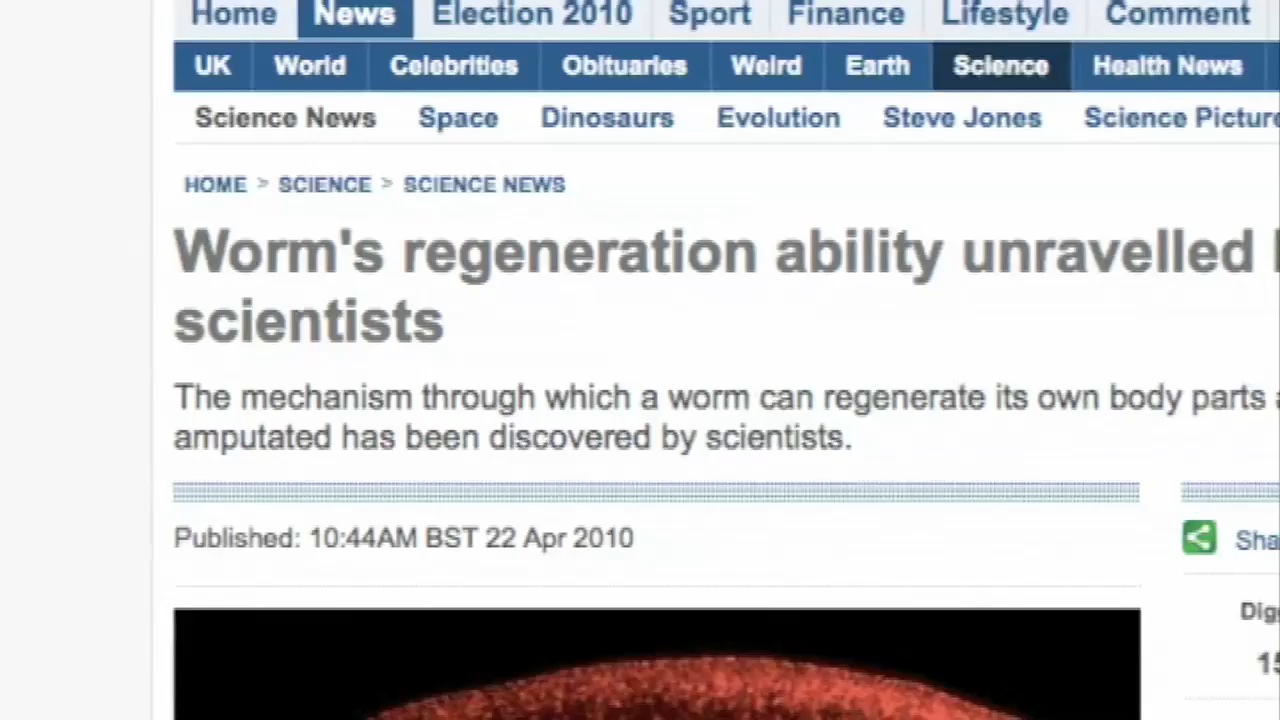 Home News Election 2010 Sport Finance Lifestyle Comment
UK World Celebrities Obituaries Weird Earth Science Health News
Science News Space Dinosaurs Evolution Steve Jones Science Picture
HOME > SCIENCE > SCIENCE NEWS
Worm's regeneration ability unravelled
scientists
The mechanism through which a worm can regenerate its own body parts
amputated has been discovered by scientists.
Published: 10:44AM BST 22 Apr 2010
Sha
Dig
15